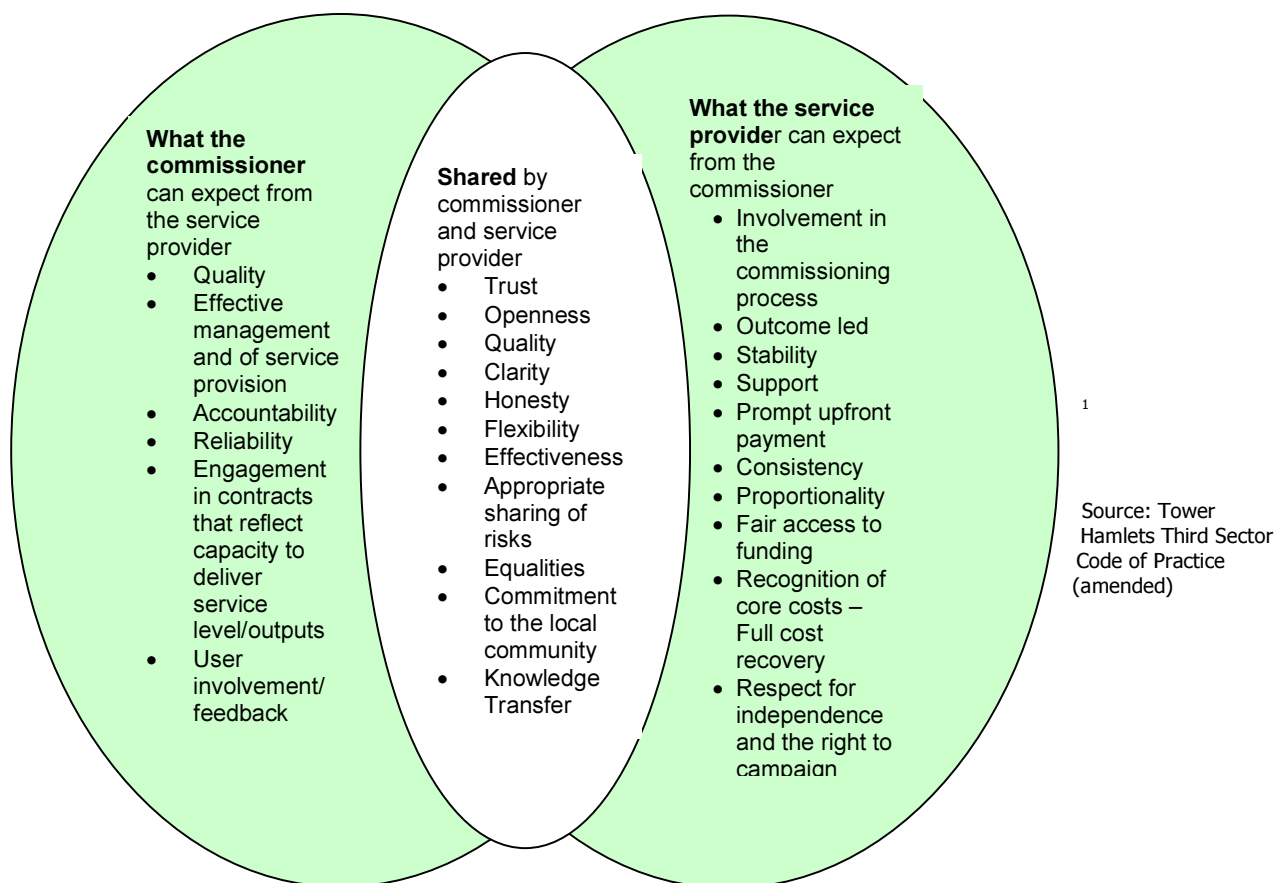 What the
commissioner
can expect from
the service
provider
• Quality
• Effective
management
and of service
provision
• Accountability
• Reliability
• Engagement
in contracts
that reflect
capacity to
deliver
service
level/outputs
• User
involvement/
feedback
Shared by
commissioner
and service
provider
• Trust
• Openness
• Quality
• Clarity
• Honesty
• Flexibility
• Effectiveness
• Appropriate
sharing of
risks
• Equalities
• Commitment
to the local
community
• Knowledge
Transfer
What the service
provider can expect
from the
commissioner
• Involvement in
the
commissioning
process
• Outcome led
• Stability
• Support
• Prompt upfront
payment
• Consistency
• Proportionality
• Fair access to
funding
• Recognition of
core costs –
Full cost
recovery
• Respect for
independence
and the right to
campaign
1
Source: Tower
Hamlets Third Sector
Code of Practice
(amended)